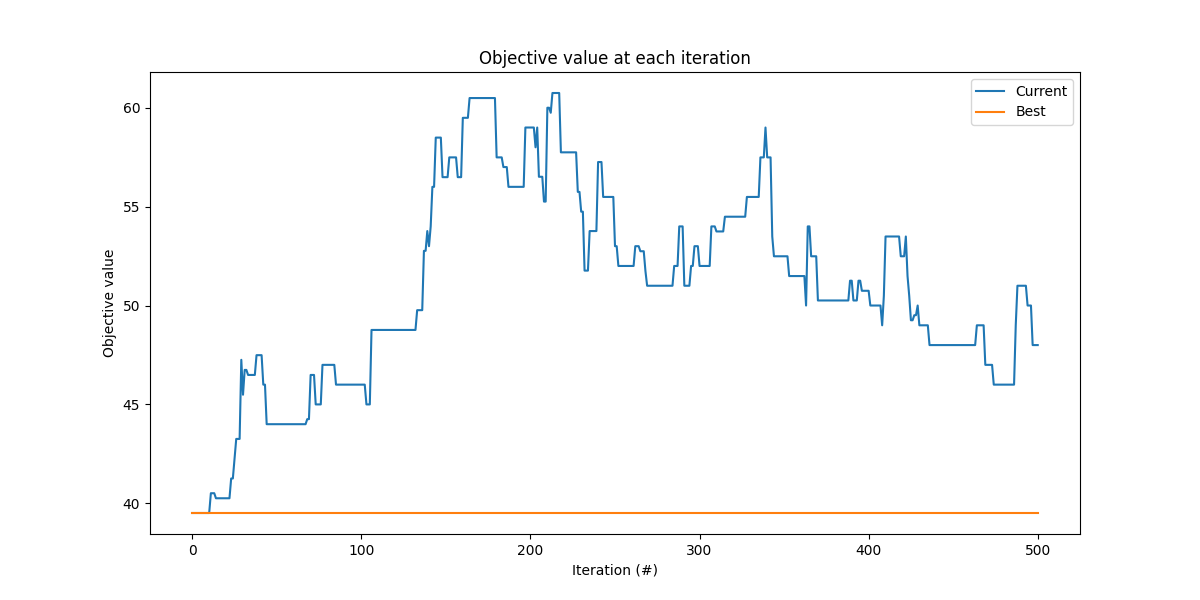 Objective value at each iteration
Current
Best
60
55
50
45
40
Objective value
0 100 200 300 400 500
Iteration (#)